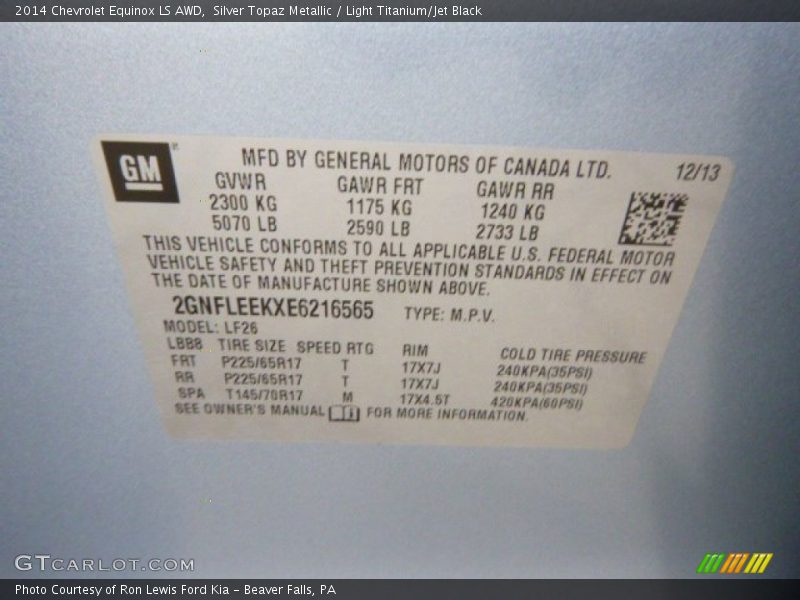 2014 Chevrolet Equinox LS AWD,  Silver Topaz Metallic / Light Titanium/Jet Black
GM
MFD BY GENERAL MOTORS OF CANADA LTD. 12/13
GVWR GAWR FRT GAWR RR
2300 KG 1175 KG 1240 KG
5070 LB 2590 LB 2733 LB
THIS VEHICLE CONFORMS TO ALL APPLICABLE U.S. FEDERAL MOTOR
VEHICLE SAFETY AND THEFT PREVENTION STANDARDS IN EFFECT ON
THE DATE OF MANUFACTURE SHOWN ABOVE.
2GNFLEEKXE6216565 TYPE: M.P.V.
MODEL: LF26
LBB8 TIRE SIZE SPEED RTG RIM COLD TIRE PRESSURE
FRT P225/65R17 T 17X7J 240KPA(35PSI)
RR P225/65R17 T 17X7J 240KPA(35PSI)
SPA T145/70R17 M 17X4.5T 420KPA(60PSI)
SEE OWNER'S MANUAL FOR MORE INFORMATION.
GTCARLOT.COM
Photo Courtesy of Ron Lewis Ford Kia – Beaver Falls, PA